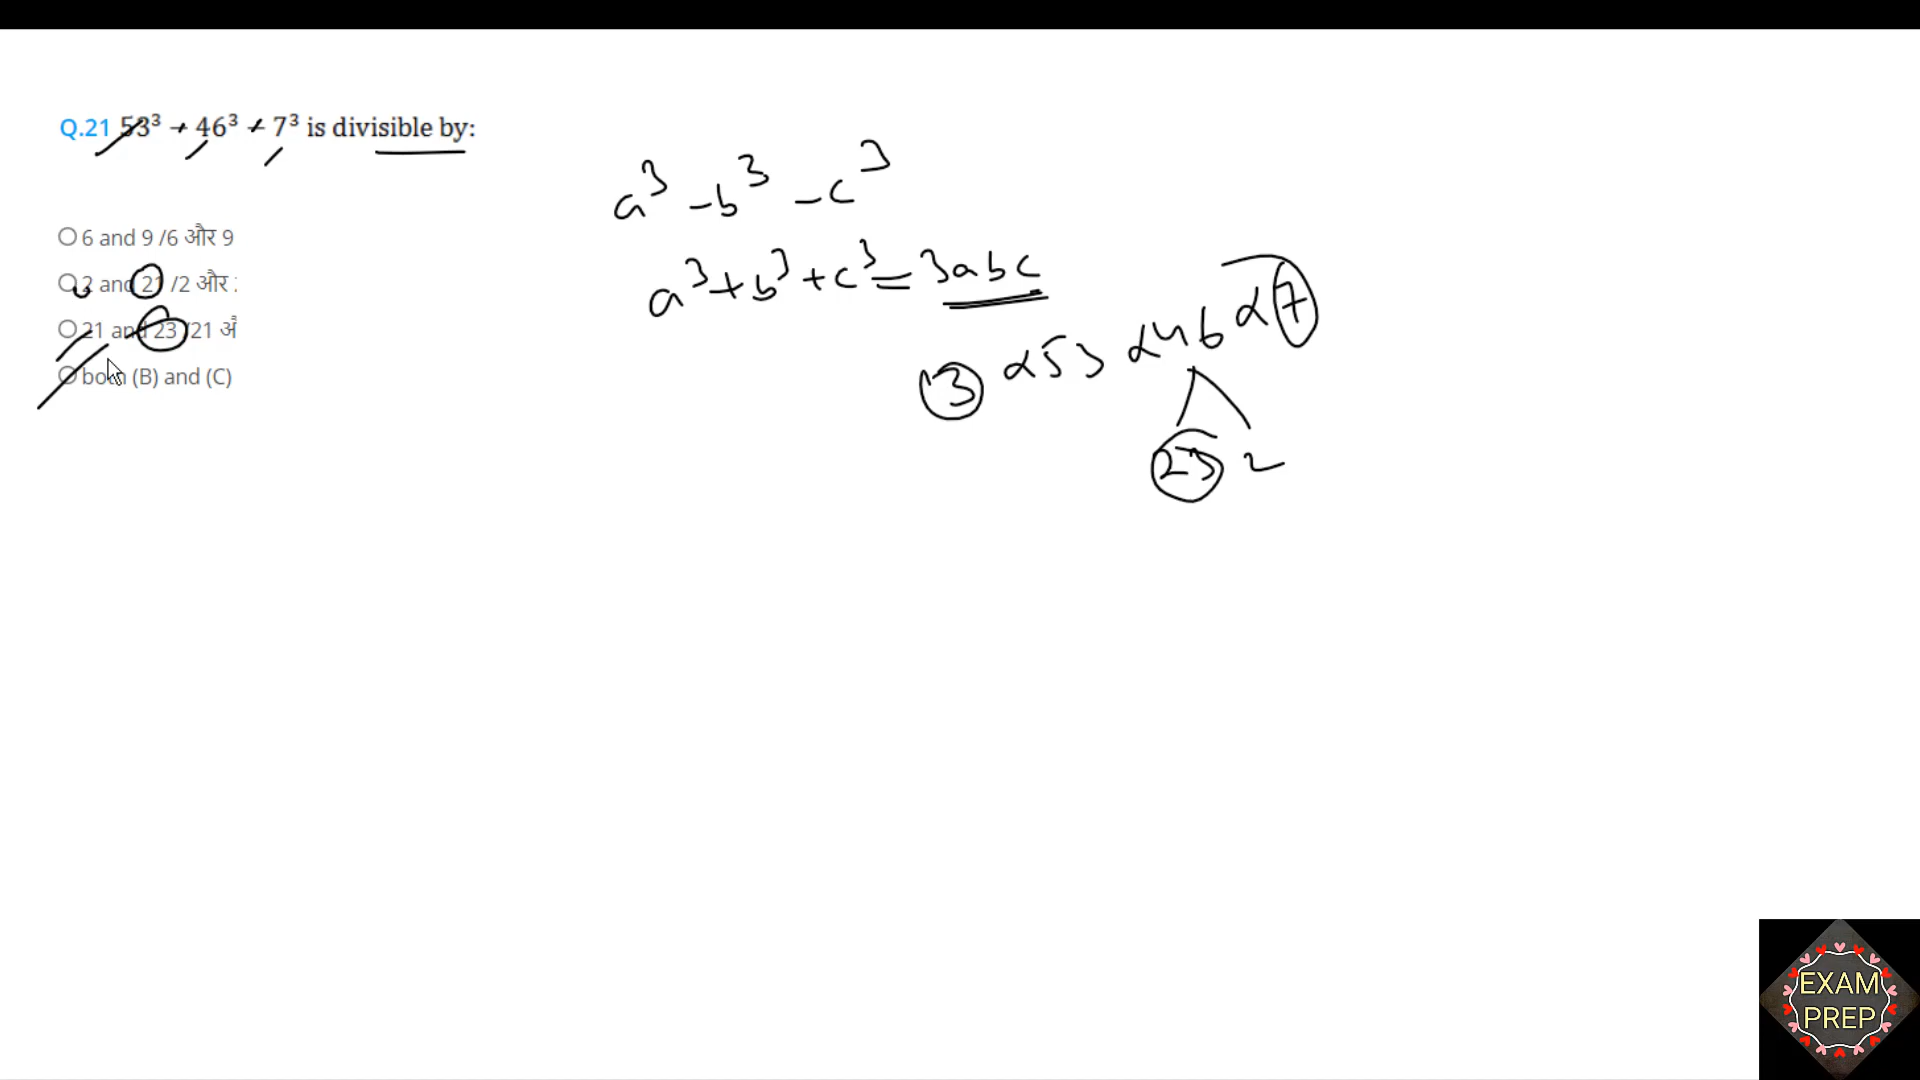 Q.21 53³ - 46³ - 7³ is divisible by:
6 and 9 /6 और 9
2 and 21 /2 और
21 and 23 /21
both (B) and (C)
a³ - b³ - c³
a³ + b³ + c³ = 3abc
3 × 53 × 46 × 7
23 2
EXAM
PREP